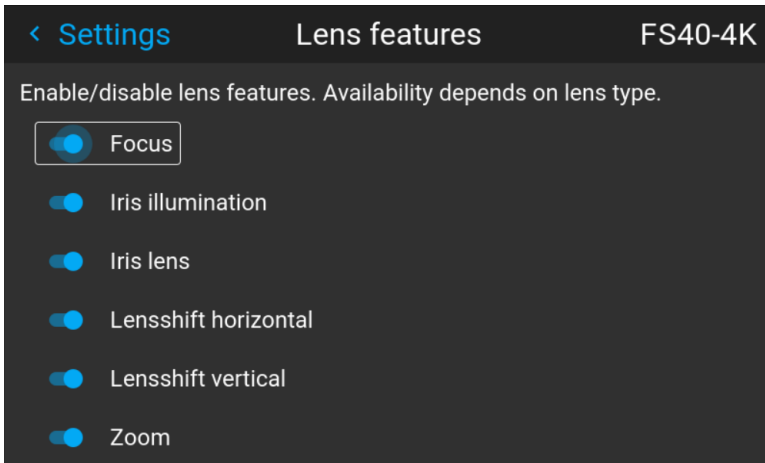 Settings Lens features FS40-4K
Enable/disable lens features. Availability depends on lens type.
Focus
Iris illumination
Iris lens
Lensshift horizontal
Lensshift vertical
Zoom